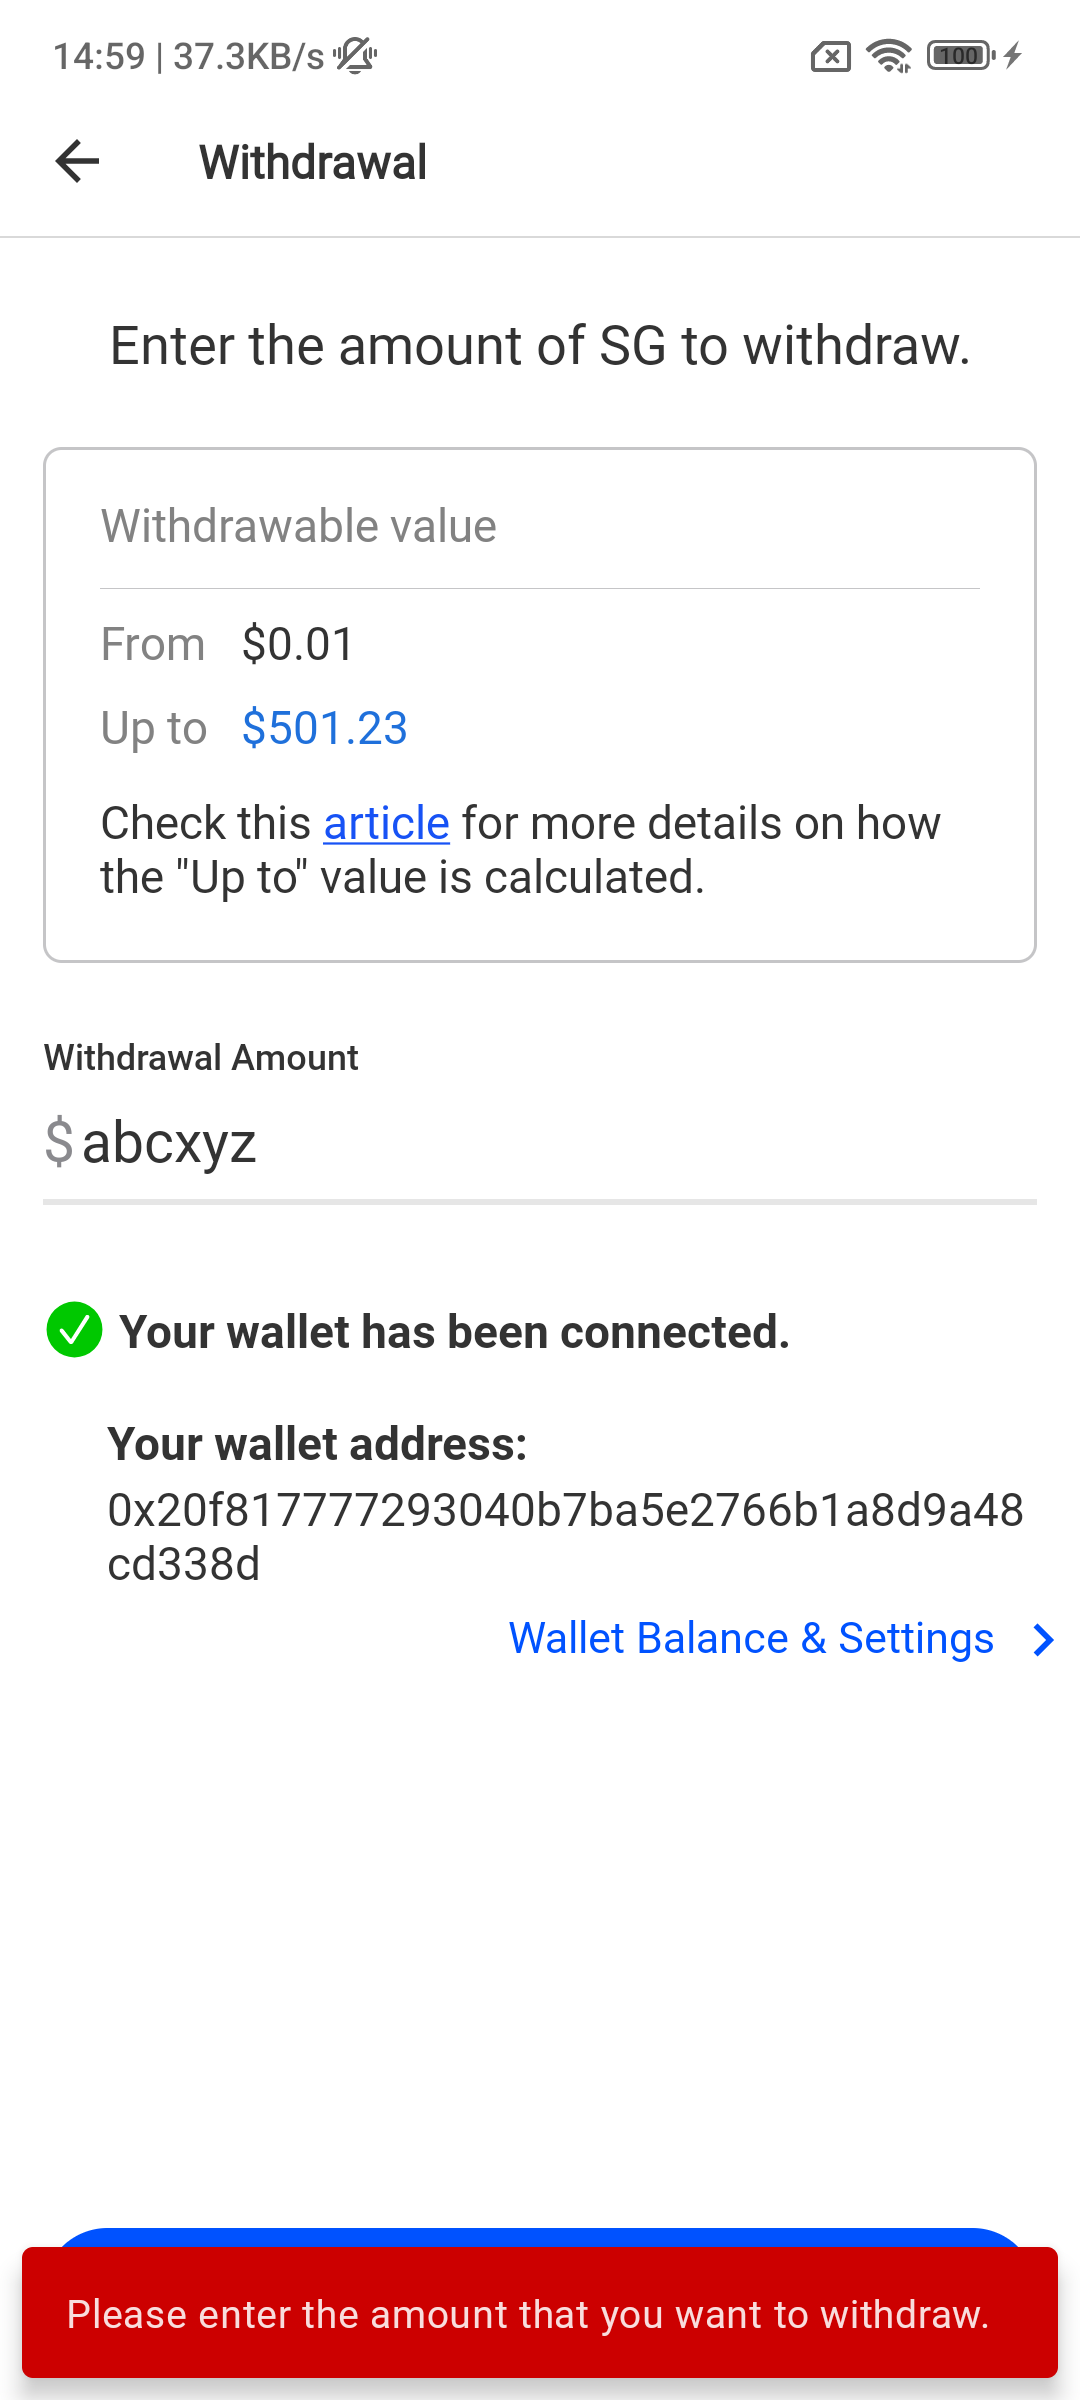 14:59 | 37.3KB/s
100
Withdrawal
Enter the amount of SG to withdraw.
Withdrawable value
From $0.01
Up to $501.23
Check this article for more details on how
the "Up to" value is calculated.
Withdrawal Amount
$abcxyz
Your wallet has been connected.
Your wallet address:
0x20f817777293040b7ba5e2766b1a8d9a48
cd338d
Wallet Balance & Settings
Please enter the amount that you want to withdraw.